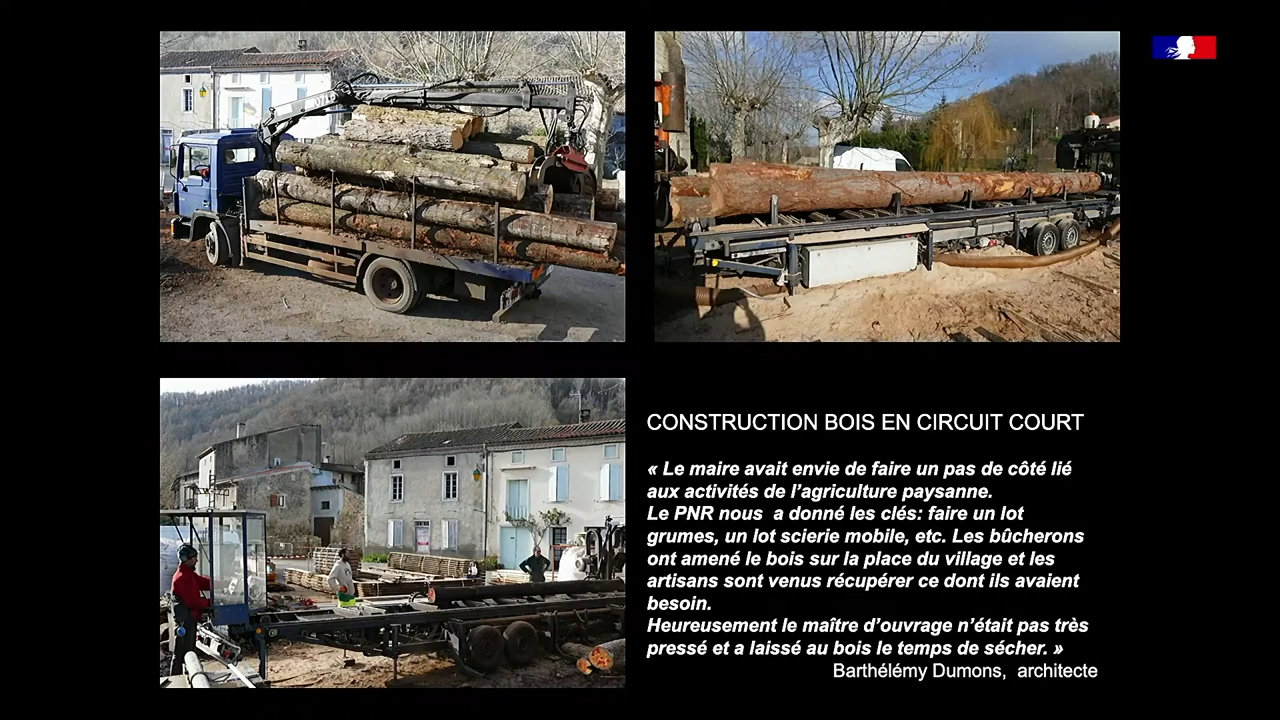 CONSTRUCTION BOIS EN CIRCUIT COURT
« Le maire avait envie de faire un pas de côté lié
aux activités de l’agriculture paysanne.
Le PNR nous  a donné les clés: faire un lot
grumes, un lot scierie mobile, etc. Les bûcherons
ont amené le bois sur la place du village et les
artisans sont venus récupérer ce dont ils avaient
besoin.
Heureusement le maître d’ouvrage n’était pas très
pressé et a laissé au bois le temps de sécher. »
Barthélémy Dumons,  architecte